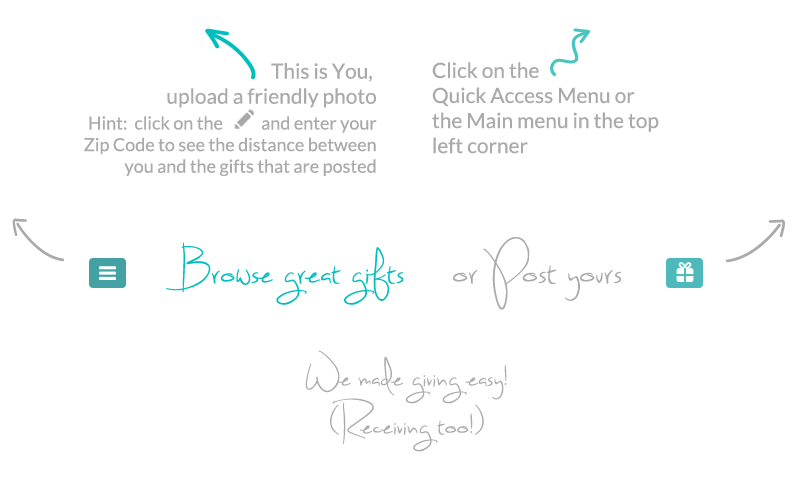 This is You,
upload a friendly photo
Hint: click on the and enter your
Zip Code to see the distance between
you and the gifts that are posted
Click on the
Quick Access Menu or
the Main menu in the top
left corner
Browse great gifts or Post yours
We made giving easy!
(Receiving too!)